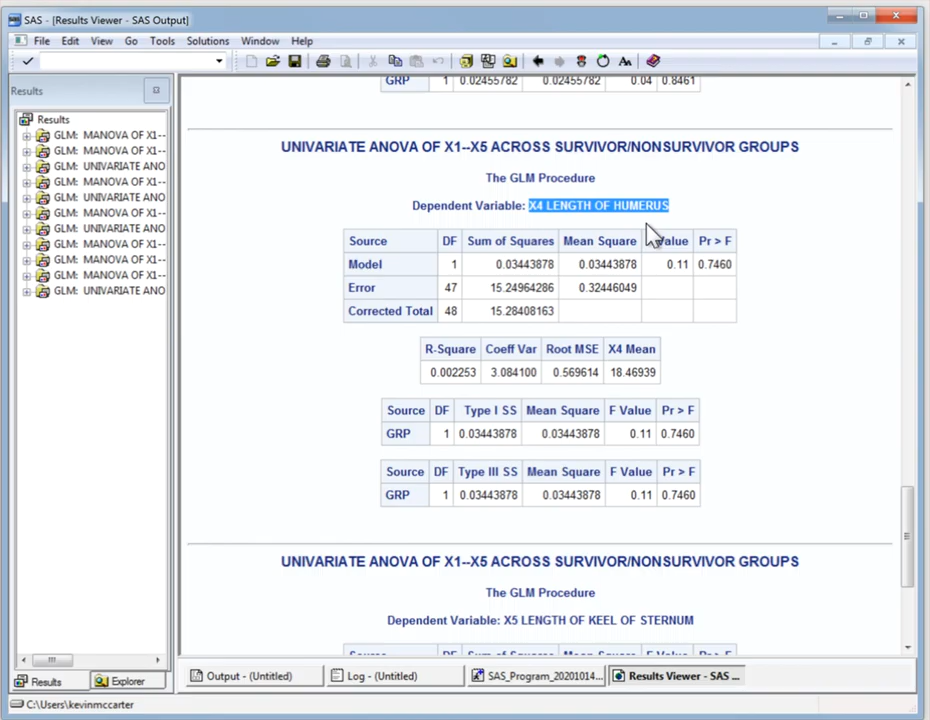 SAS - [Results Viewer - SAS Output]
File Edit View Go Tools Solutions Window Help
Results
Results
GLM: MANOVA OF X1--
GLM: MANOVA OF X1--
GLM: UNIVARIATE ANO
GLM: MANOVA OF X1--
GLM: UNIVARIATE ANO
GLM: MANOVA OF X1--
GLM: UNIVARIATE ANO
GLM: MANOVA OF X1--
GLM: MANOVA OF X1--
GLM: MANOVA OF X1--
GLM: UNIVARIATE ANO
Results Explorer
GRP 1 0.02455782 0.02455782 0.04 0.8461
UNIVARIATE ANOVA OF X1--X5 ACROSS SURVIVOR/NONSURVIVOR GROUPS
The GLM Procedure
Dependent Variable: X4 LENGTH OF HUMERUS
Source DF Sum of Squares Mean Square Value Pr > F
Model 1 0.03443878 0.03443878 0.11 0.7460
Error 47 15.24964286 0.32446049
Corrected Total 48 15.28408163
R-Square Coeff Var Root MSE X4 Mean
0.002253 3.084100 0.569614 18.46939
Source DF Type I SS Mean Square F Value Pr > F
GRP 1 0.03443878 0.03443878 0.11 0.7460
Source DF Type III SS Mean Square F Value Pr > F
GRP 1 0.03443878 0.03443878 0.11 0.7460
UNIVARIATE ANOVA OF X1--X5 ACROSS SURVIVOR/NONSURVIVOR GROUPS
The GLM Procedure
Dependent Variable: X5 LENGTH OF KEEL OF STERNUM
Source DF Sum of Squares Mean Square F Value Pr > F
Output - (Untitled) Log - (Untitled) SAS_Program_20201014... Results Viewer - SAS ...
C:\Users\kevinmccarter